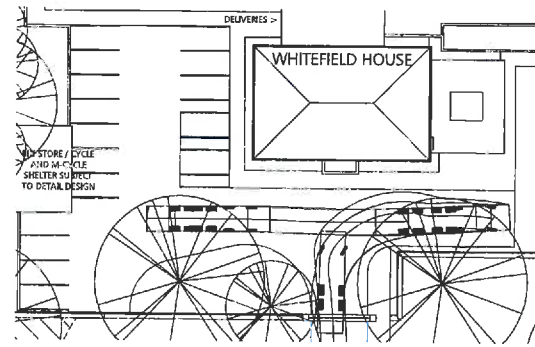 DELIVERIES >
WHITEFIELD HOUSE
STORE / CYCLE
AND M-CYCLE
SHELTER SUBJECT
TO DETAIL DESIGN